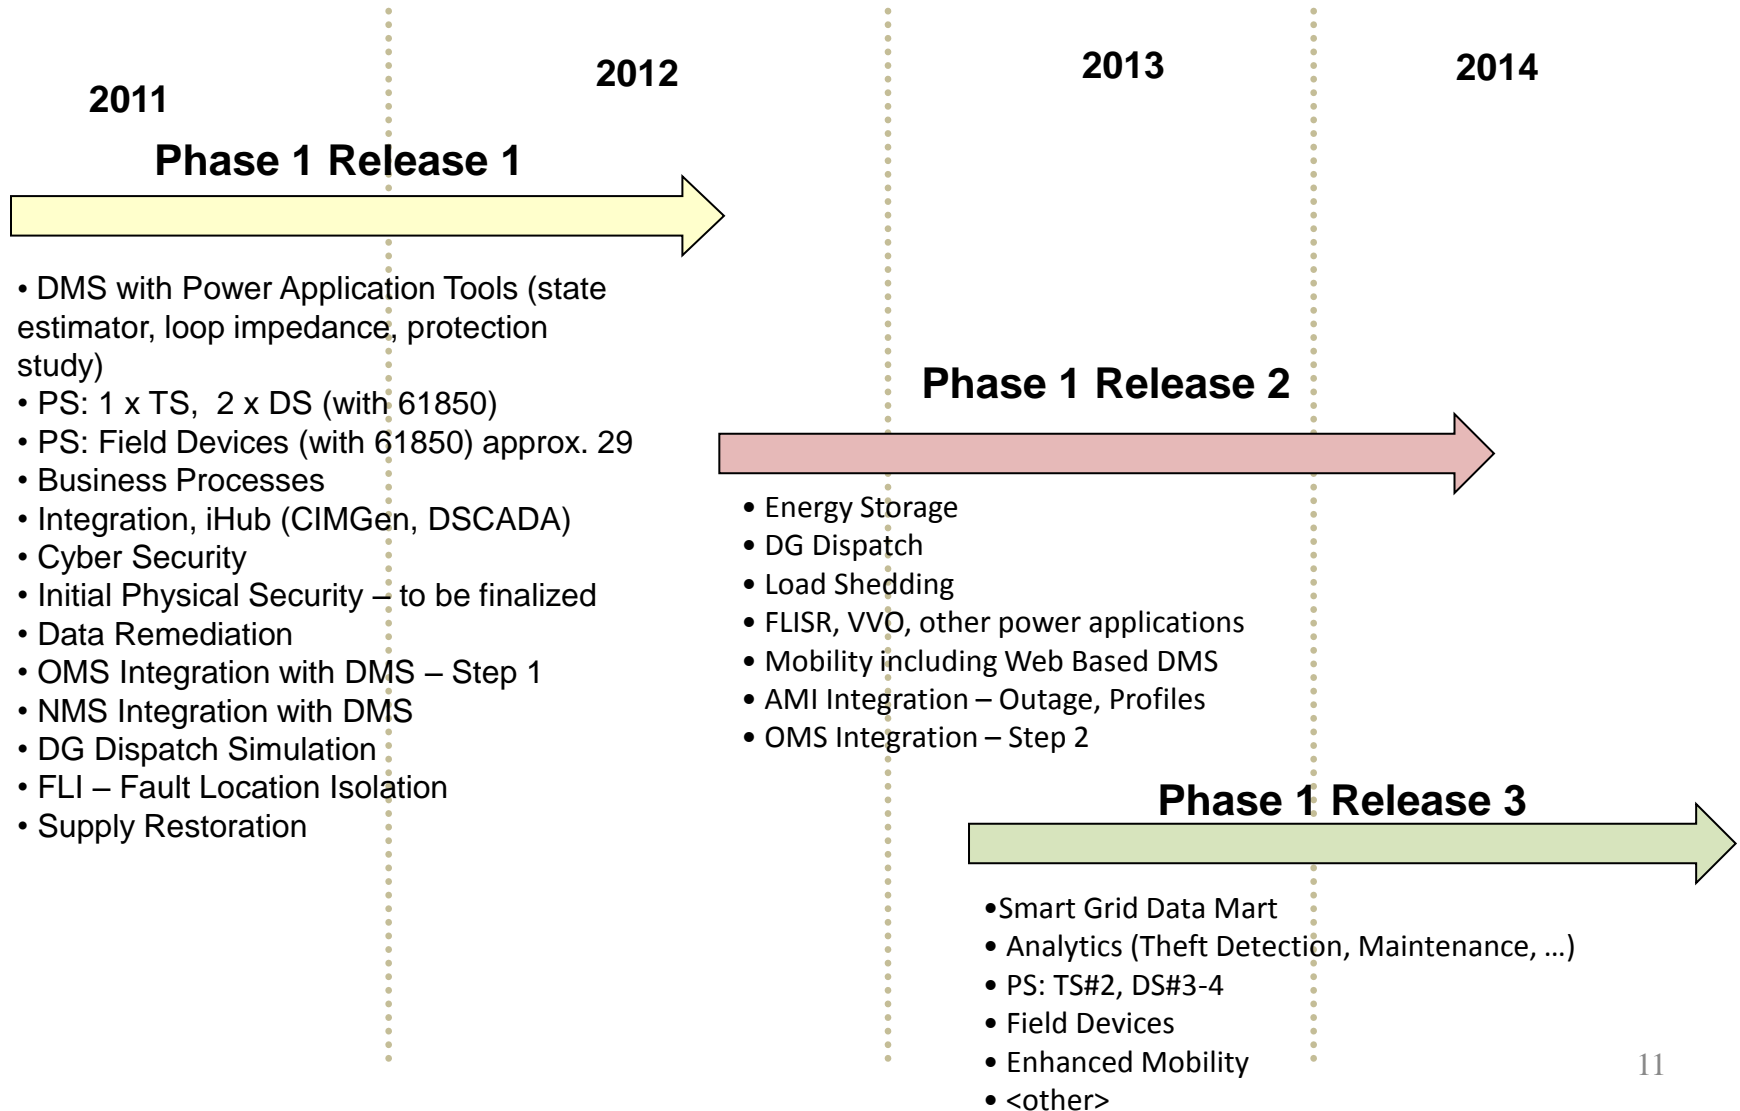 2011
2012
2013
2014
Phase 1 Release 1
• DMS with Power Application Tools (state
estimator, loop impedance, protection
study)
• PS: 1 x TS,  2 x DS (with 61850)
• PS: Field Devices (with 61850) approx. 29
• Business Processes
• Integration, iHub (CIMGen, DSCADA)
• Cyber Security
• Initial Physical Security – to be finalized
• Data Remediation
• OMS Integration with DMS – Step 1
• NMS Integration with DMS
• DG Dispatch Simulation
• FLI – Fault Location Isolation
• Supply Restoration
Phase 1 Release 2
• Energy Storage
• DG Dispatch
• Load Shedding
• FLISR, VVO, other power applications
• Mobility including Web Based DMS
• AMI Integration – Outage, Profiles
• OMS Integration – Step 2
Phase 1 Release 3
•Smart Grid Data Mart
• Analytics (Theft Detection, Maintenance, …)
• PS: TS#2, DS#3-4
• Field Devices
• Enhanced Mobility
• <other>
11